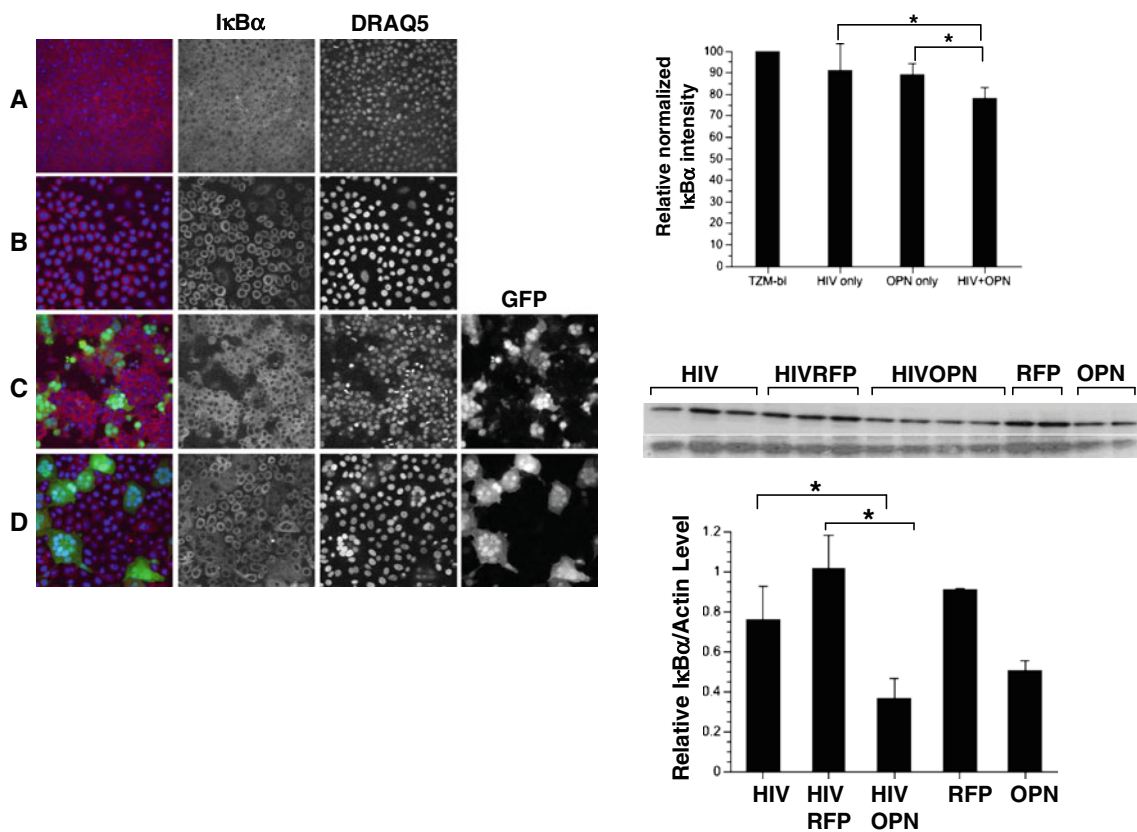 IκBα
DRAQ5
A
B
GFP
C
D
*
*
Relative normalized
IκBα intensity
100
90
80
70
60
50
40
30
20
10
0
TZM-bl
HIV only
OPN only
HIV+OPN
HIV
HIVRFP
HIVOPN
RFP
OPN
*
*
Relative IκBα/Actin Level
1.2
1
0.8
0.6
0.4
0.2
0
HIV
HIV
RFP
HIV
OPN
RFP
OPN